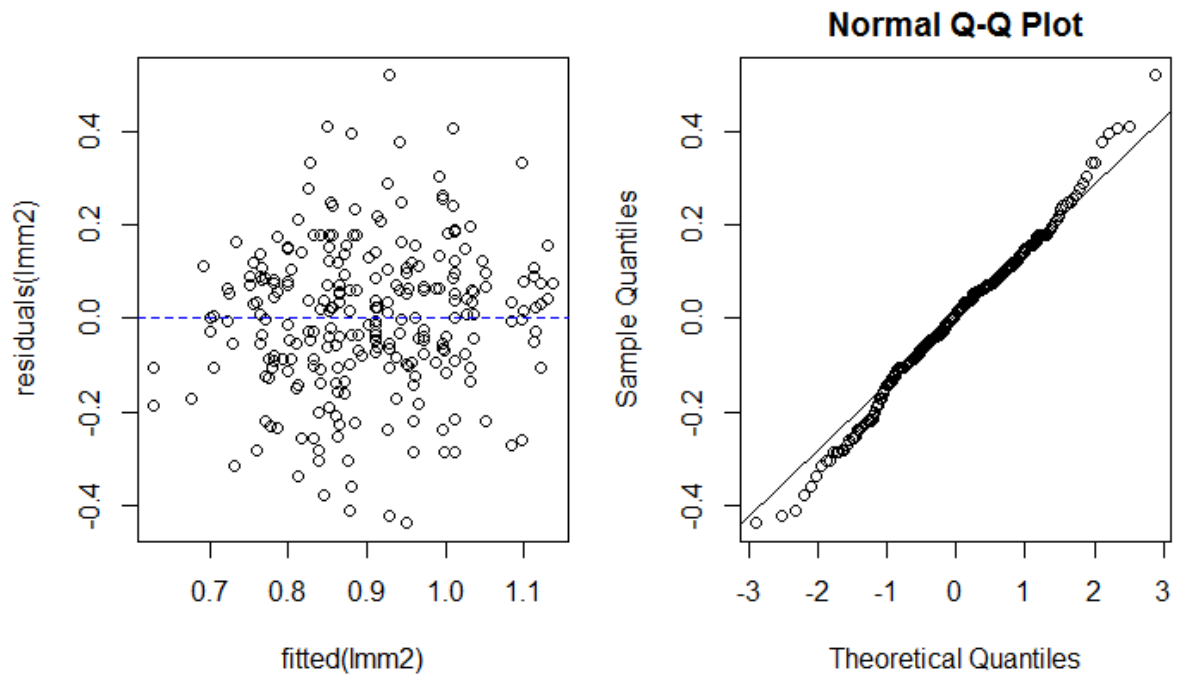 residuals(lmm2)
0.4
0.2
0.0
-0.2
-0.4
0.7 0.8 0.9 1.0 1.1
fitted(lmm2)
Normal Q-Q Plot
Sample Quantiles
0.4
0.2
0.0
-0.2
-0.4
-3 -2 -1 0 1 2 3
Theoretical Quantiles